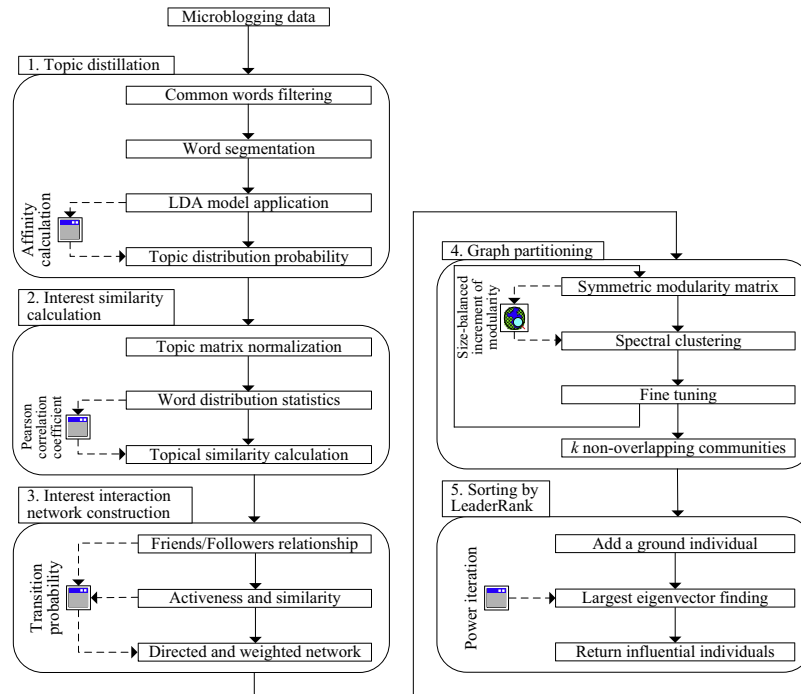 Microblogging data
1. Topic distillation
Common words filtering
Word segmentation
LDA model application
Topic distribution probability
Affinity
calculation
2. Interest similarity
calculation
Topic matrix normalization
Word distribution statistics
Topical similarity calculation
Pearson
correlation
coefficient
3. Interest interaction
network construction
Friends/Followers relationship
Activeness and similarity
Directed and weighted network
Transition
probability
4. Graph partitioning
Symmetric modularity matrix
Spectral clustering
Fine tuning
k non-overlapping communities
Size-balanced
increment of
modularity
5. Sorting by
LeaderRank
Add a ground individual
Largest eigenvector finding
Return influential individuals
Power iteration